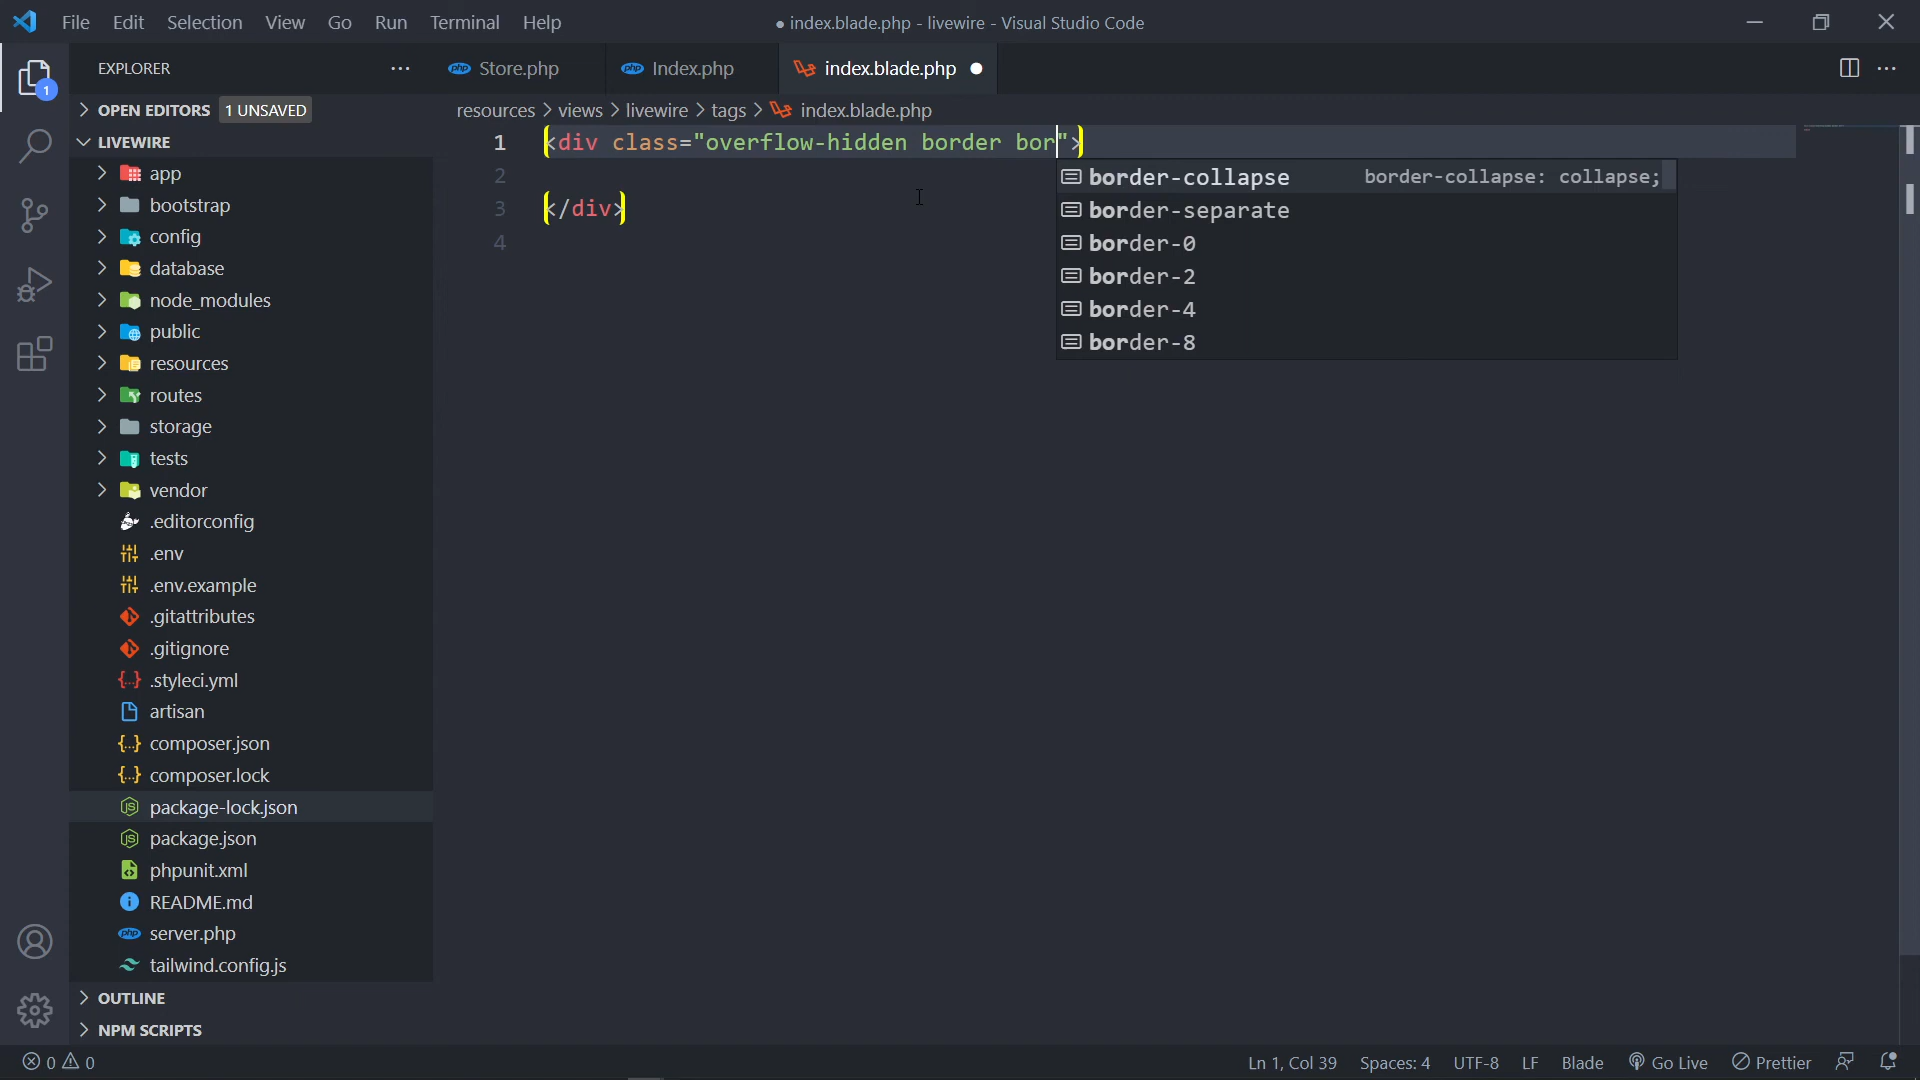 File Edit Selection View Go Run Terminal Help
● index.blade.php - livewire - Visual Studio Code
EXPLORER
Store.php
Index.php
index.blade.php
1
OPEN EDITORS 1 UNSAVED
resources > views > livewire > tags > index.blade.php
LIVEWIRE
1 <div class="overflow-hidden border bor">
2
3 </div>
4
border-collapse border-collapse: collapse;
border-separate
border-0
border-2
border-4
border-8
app
bootstrap
config
database
node_modules
public
resources
routes
storage
tests
vendor
.editorconfig
.env
.env.example
.gitattributes
.gitignore
.styleci.yml
artisan
composer.json
composer.lock
package-lock.json
package.json
phpunit.xml
README.md
server.php
tailwind.config.js
OUTLINE
NPM SCRIPTS
0 0
Ln 1, Col 39 Spaces: 4 UTF-8 LF Blade Go Live Prettier